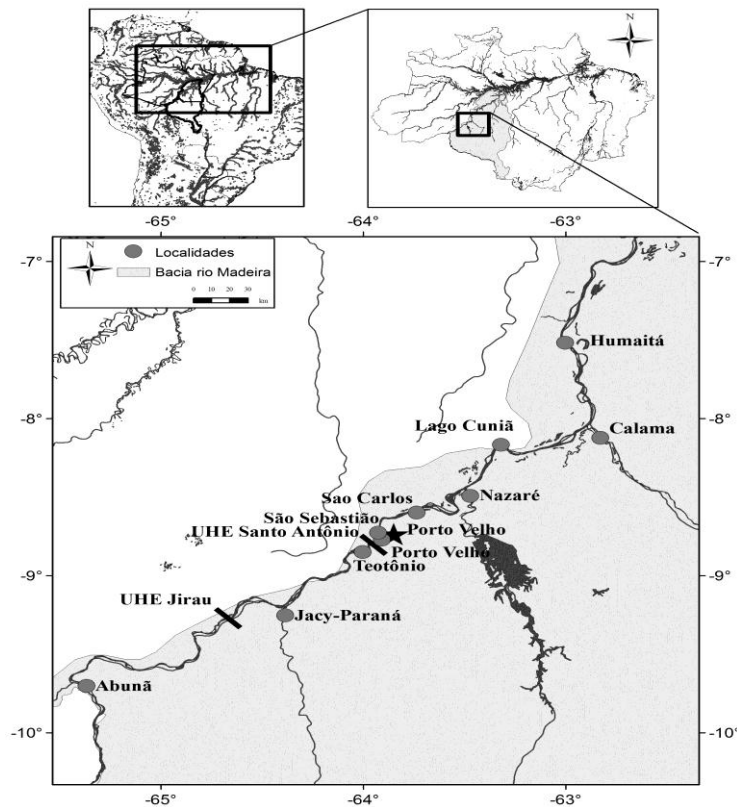 N
-65°
-64°
-63°
N
Localidades
Bacia rio Madeira
0 10 20 30
km
-7°
-7°
Humaitá
-8°
-8°
Lago Cuniã
Calama
Sao Carlos
Nazaré
São Sebastião
UHE Santo Antônio
Porto Velho
Porto Velho
Teotônio
-9°
-9°
UHE Jirau
Jacy-Paraná
Abunã
-10°
-10°
-65°
-64°
-63°